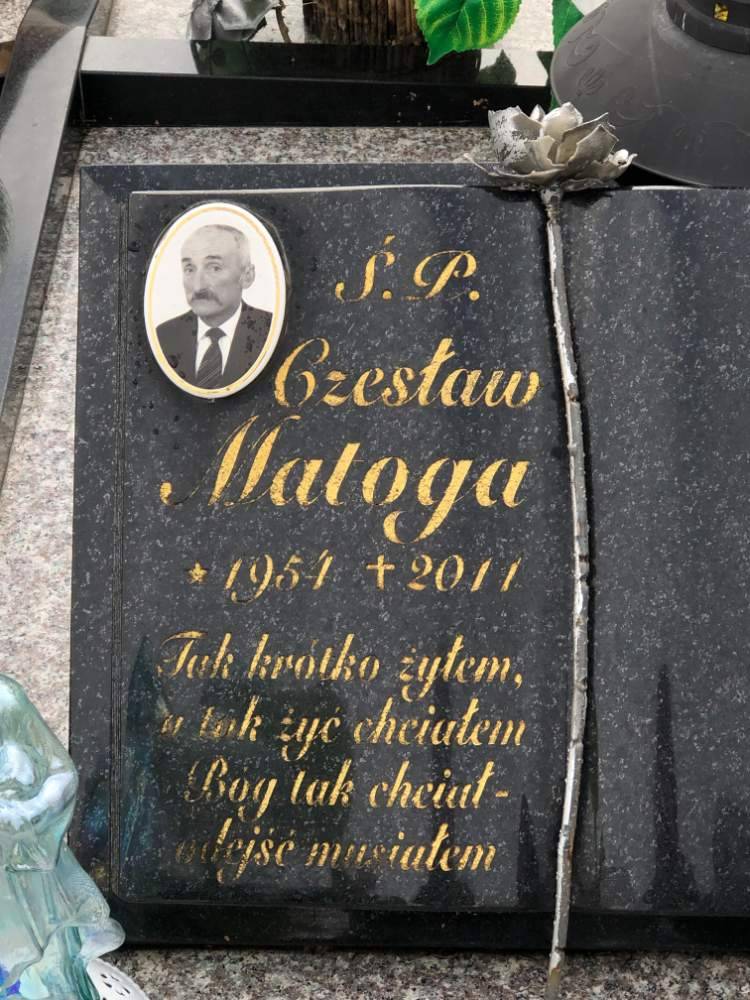 Ś. P.
Czesław
Matoga
* 1954 ✝ 2011
Tak krótko żyłem,
a tak żyć chciałem
Bóg tak chciał-
odejść musiałem